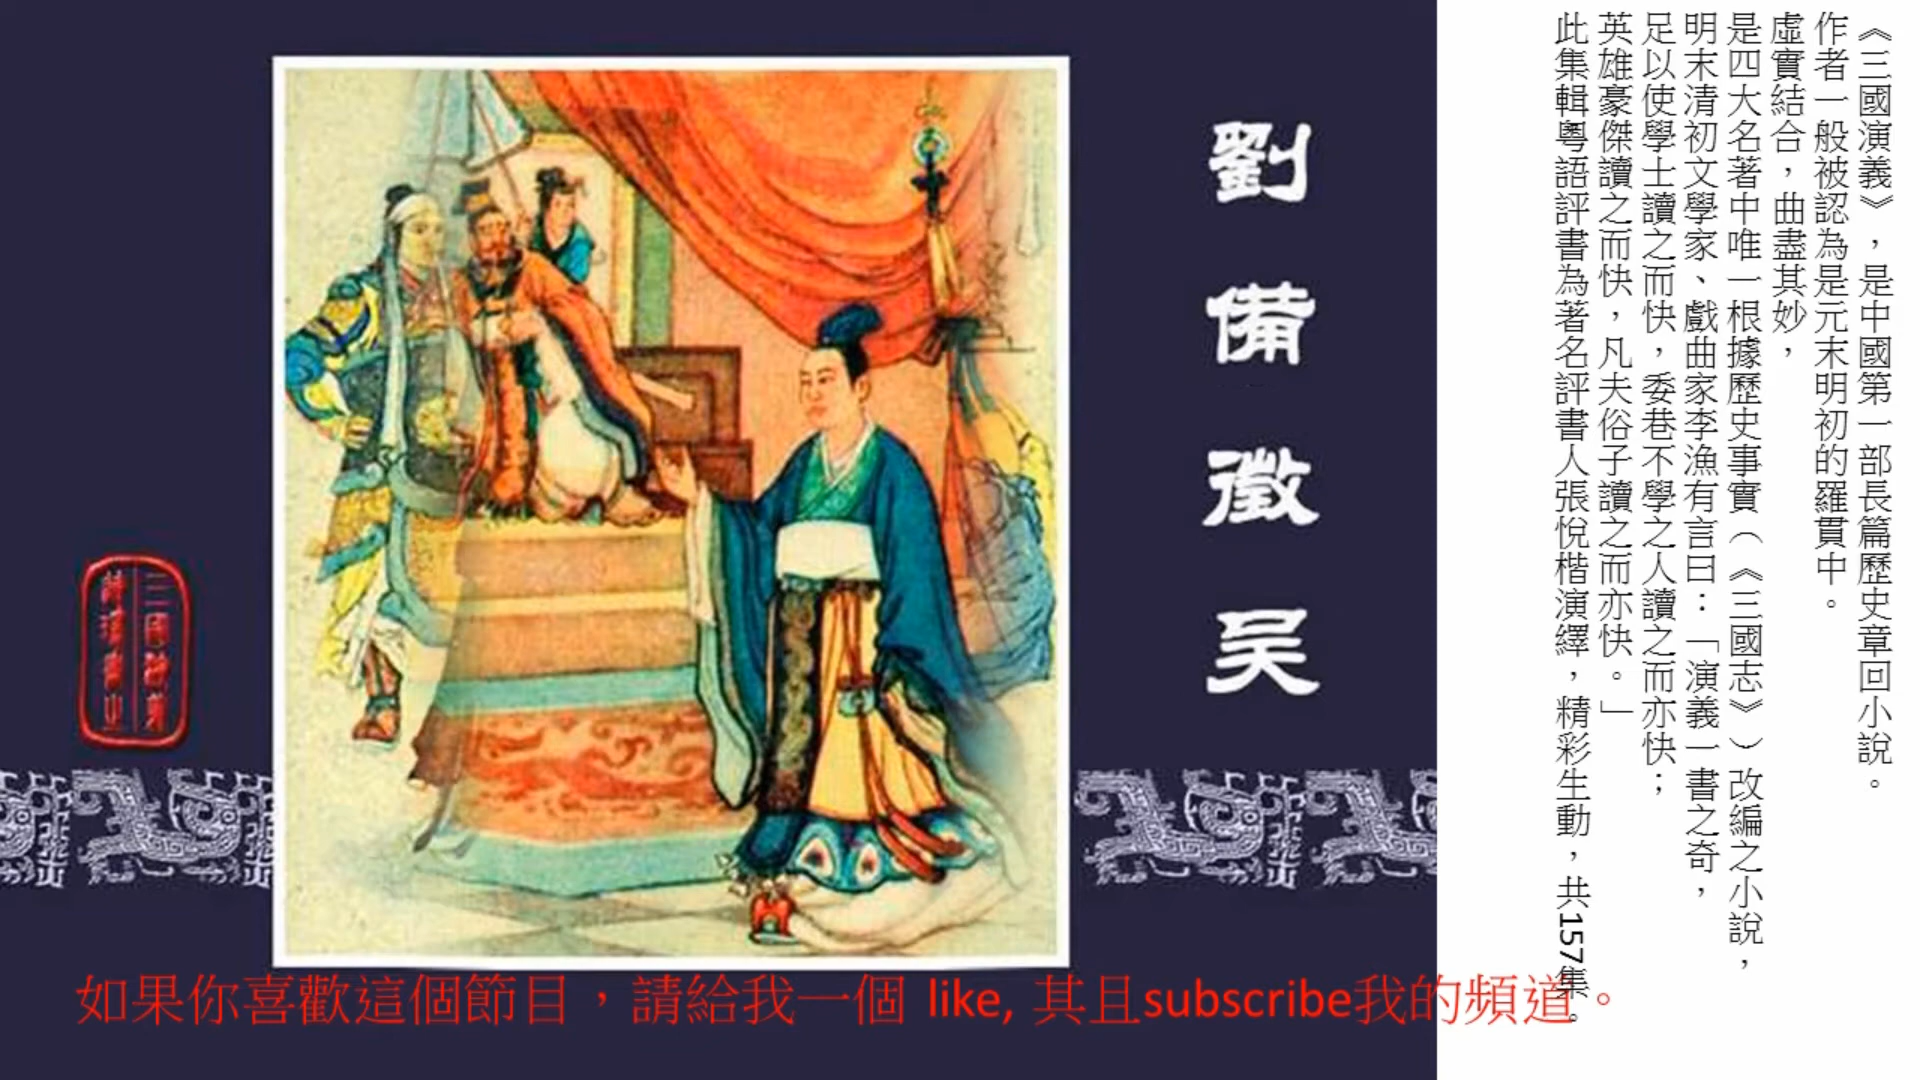 《三國演義》，是中國第一部長篇歷史章回小說。
作者一般被認為是元末明初的羅貫中。
虛實結合，曲盡其妙，
是四大名著中唯一根據歷史事實（《三國志》）改編之小說，
明末清初文學家、戲曲家李漁有言曰：「演義一書之奇，
足以使學士讀之而快，委巷不學之人讀之而亦快；
英雄豪傑讀之而快，凡夫俗子讀之而亦快。」
此集輯粵語評書為著名評書人張悅楷演繹，精彩生動，共157集。
劉備徵吴
如果你喜歡這個節目，請給我一個 like, 其且subscribe我的頻道。